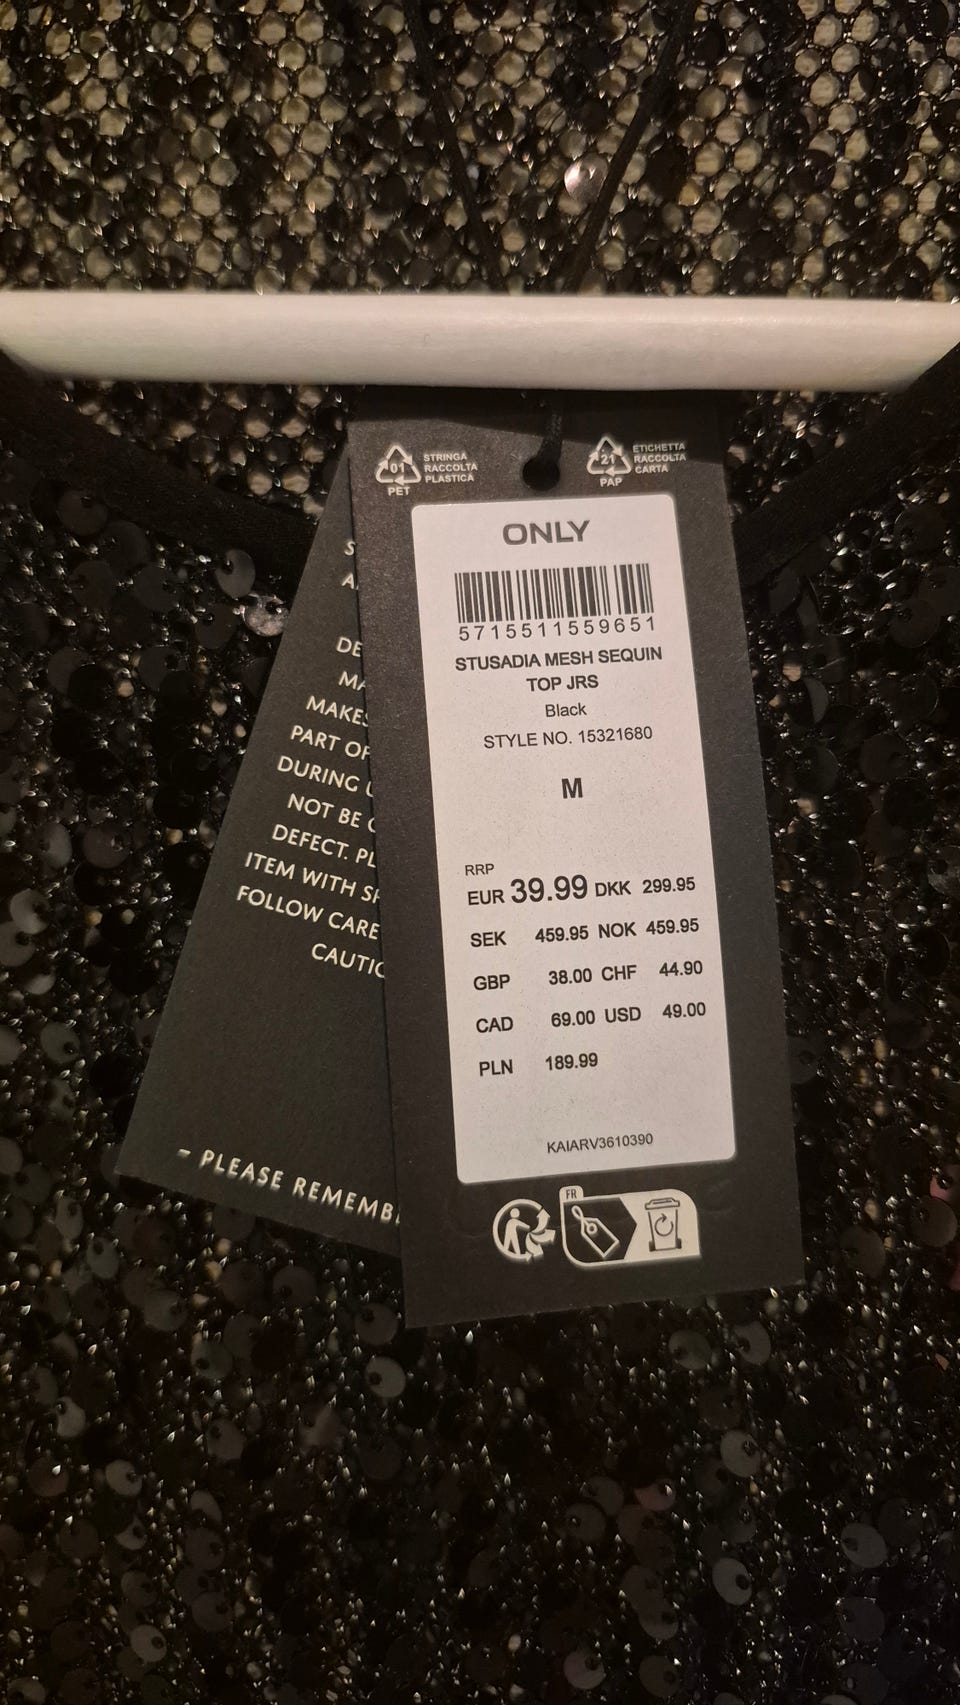 01
PET
STRINGA
RACCOLTA
PLASTICA
21
PAP
ETICHETTA
RACCOLTA
CARTA
ONLY
5715511559651
STUSADIA MESH SEQUIN
TOP JRS
Black
STYLE NO. 15321680
M
RRP
EUR 39.99 DKK 299.95
SEK 459.95 NOK 459.95
GBP 38.00 CHF 44.90
CAD 69.00 USD 49.00
PLN 189.99
KAIARV3610390
FR
MAKES
PART OF
DURING
NOT BE
DEFECT.
ITEM WITH
FOLLOW CARE
- PLEASE